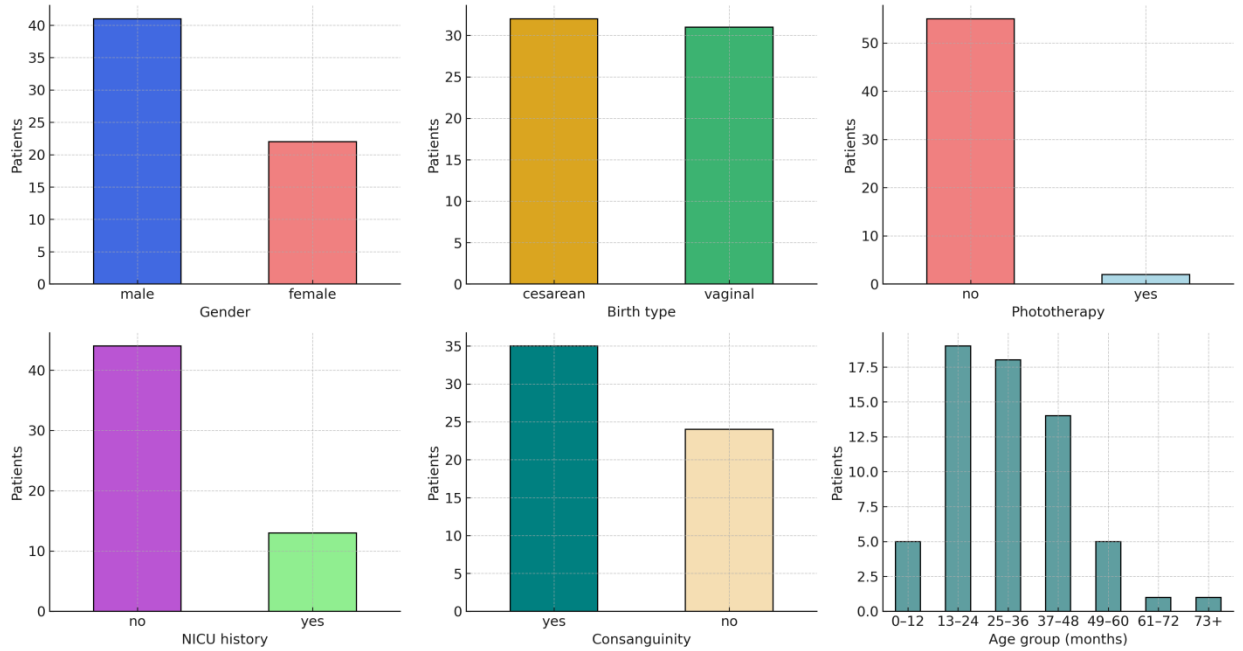 40
35
30
25
20
15
10
5
0
Patients
male female
Gender
30
25
20
15
10
5
0
Patients
cesarean vaginal
Birth type
50
40
30
20
10
0
Patients
no yes
Phototherapy
40
30
20
10
0
Patients
no yes
NICU history
35
30
25
20
15
10
5
0
Patients
yes no
Consanguinity
17.5
15.0
12.5
10.0
7.5
5.0
2.5
0.0
Patients
0–12 13–24 25–36 37–48 49–60 61–72 73+
Age group (months)